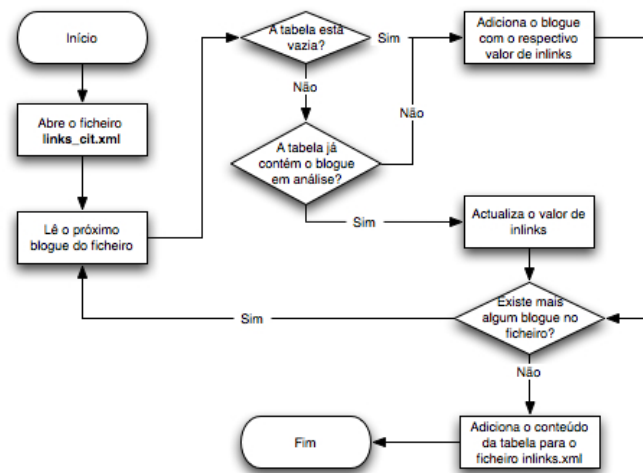 Início
Abre o ficheiro
links_cit.xml
Lê o próximo
blogue do ficheiro
A tabela está
vazia?
Sim
Não
Adiciona o blogue
com o respectivo
valor de inlinks
A tabela já
contém o blogue
em análise?
Não
Sim
Actualiza o valor de
inlinks
Existe mais
algum blogue no
ficheiro?
Sim
Não
Adiciona o conteúdo
da tabela para o
ficheiro inlinks.xml
Fim